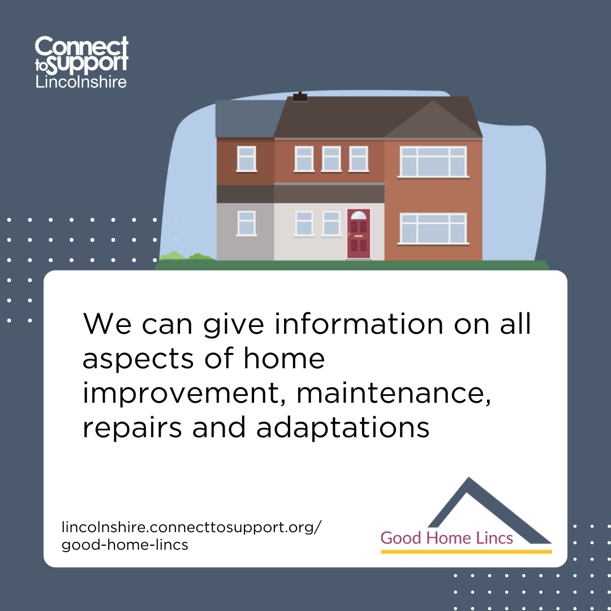 Connect
to Support
Lincolnshire
We can give information on all
aspects of home
improvement, maintenance,
repairs and adaptations
lincolnshire.connecttosupport.org/
good-home-lincs
Good Home Lincs